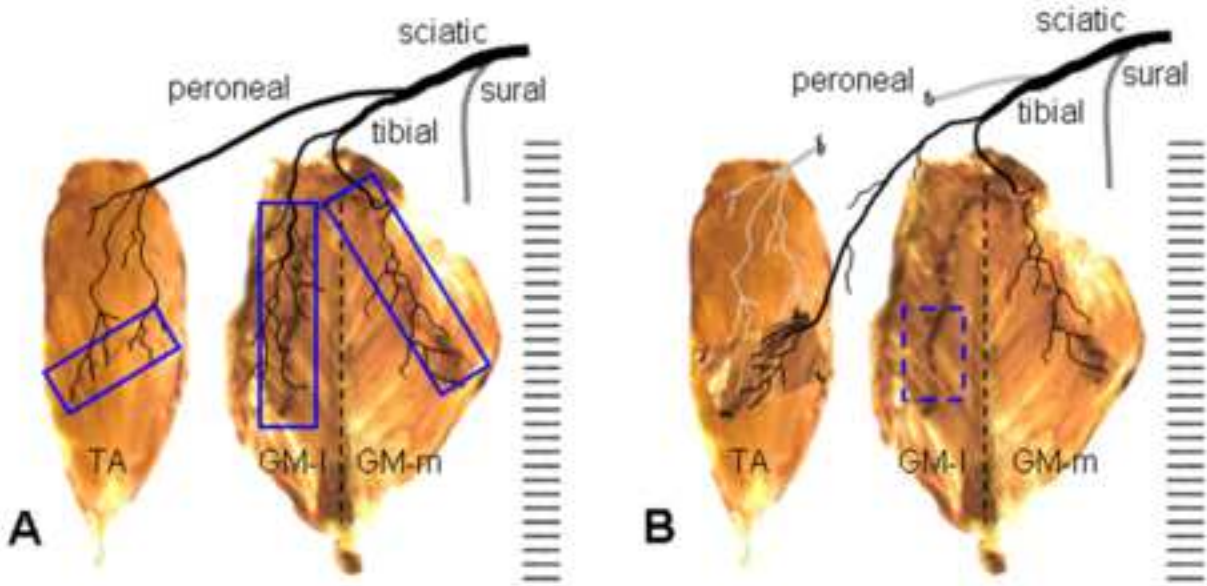 sciatic
peroneal
sural
tibial
TA
GM-l
GM-m
A
sciatic
peroneal
sural
tibial
TA
GM-l
GM-m
B